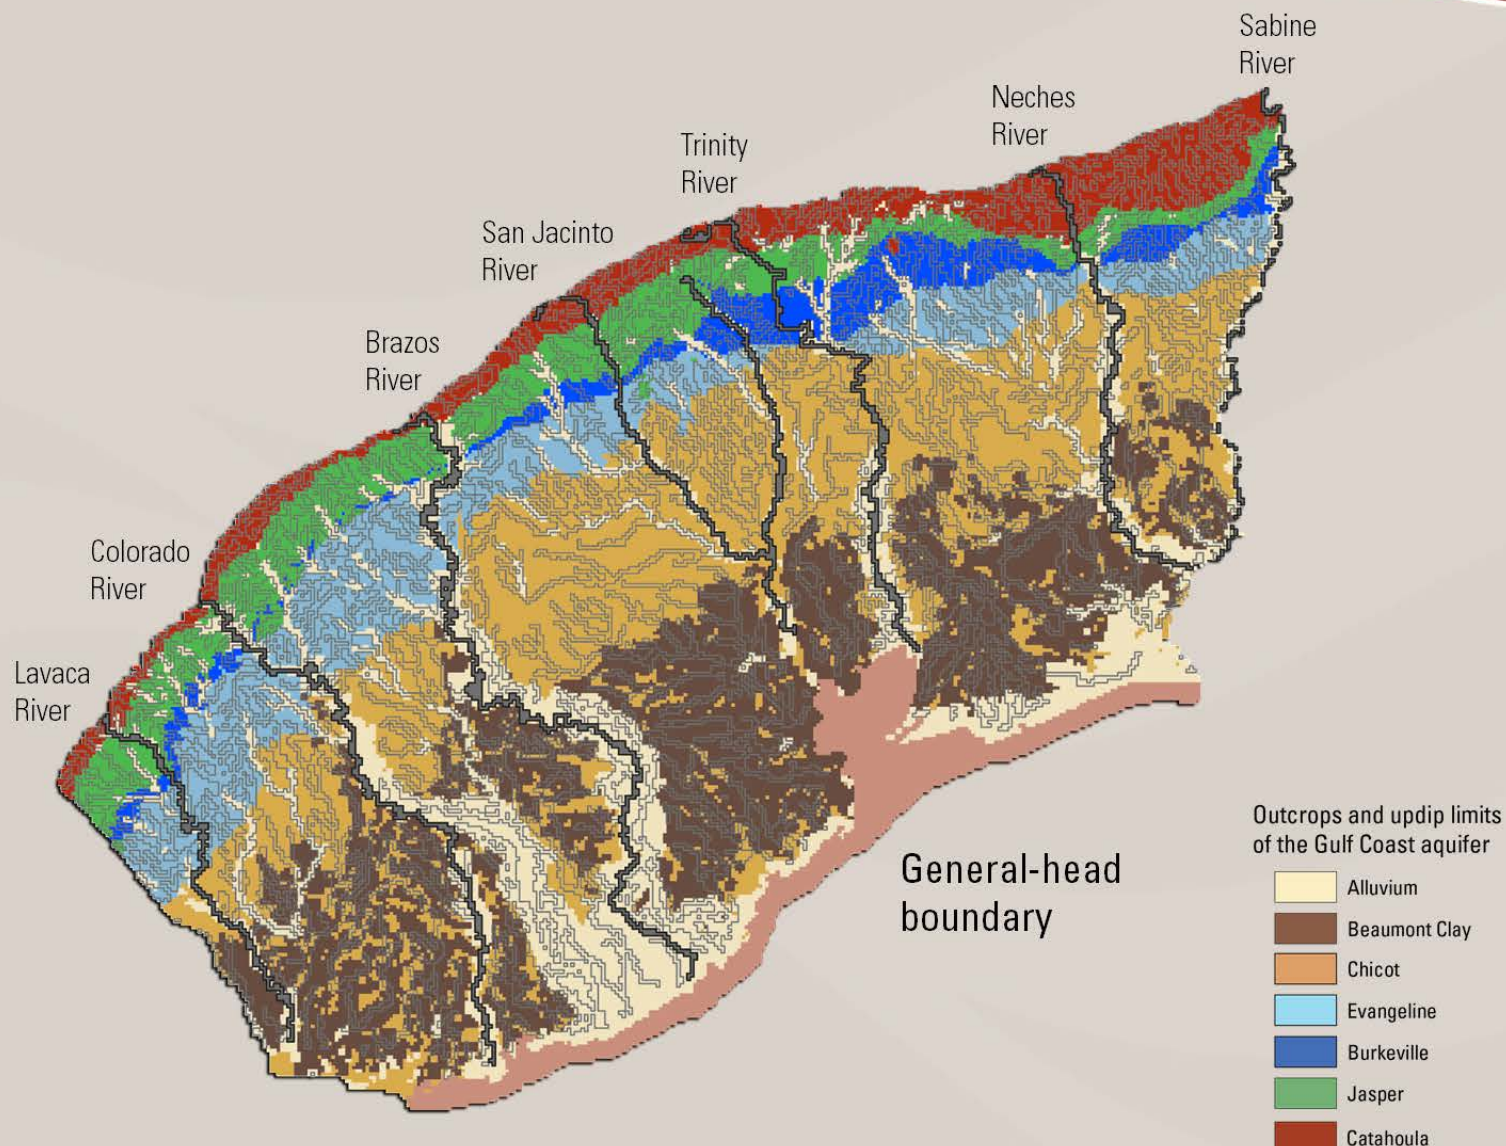 Sabine
River
Neches
River
Trinity
River
San Jacinto
River
Brazos
River
Colorado
River
Lavaca
River
General-head
boundary
Outcrops and updip limits
of the Gulf Coast aquifer
Alluvium
Beaumont Clay
Chicot
Evangeline
Burkeville
Jasper
Catahoula